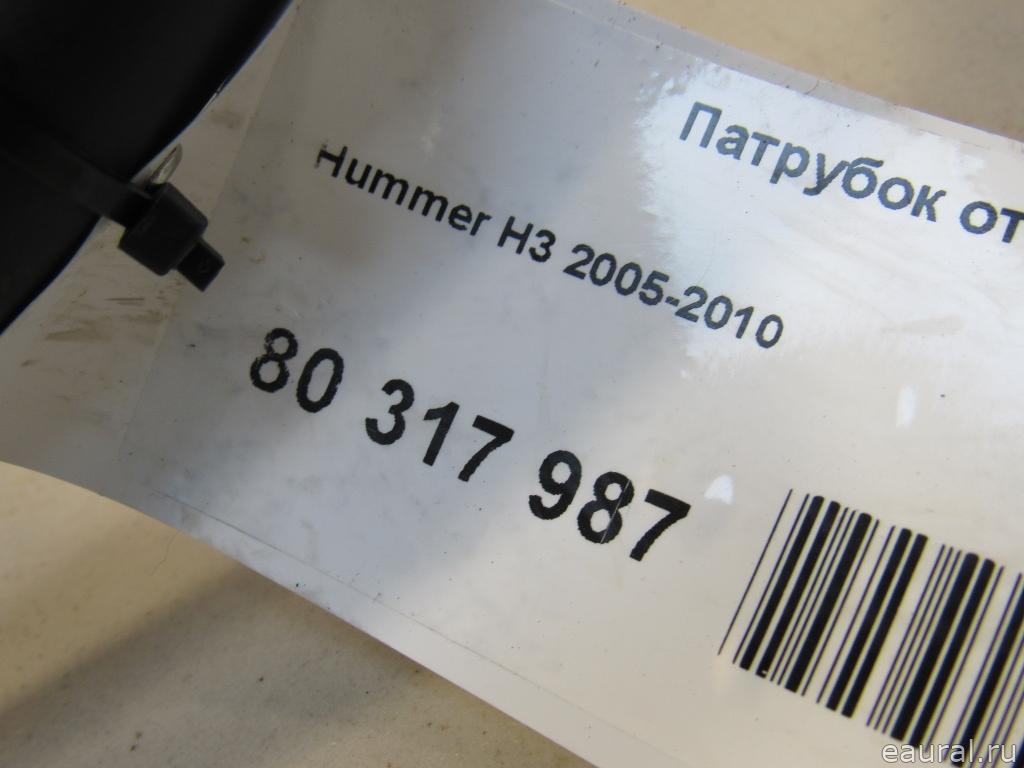 Патрубок от
Hummer H3 2005-2010
80 317 987
eaural.ru